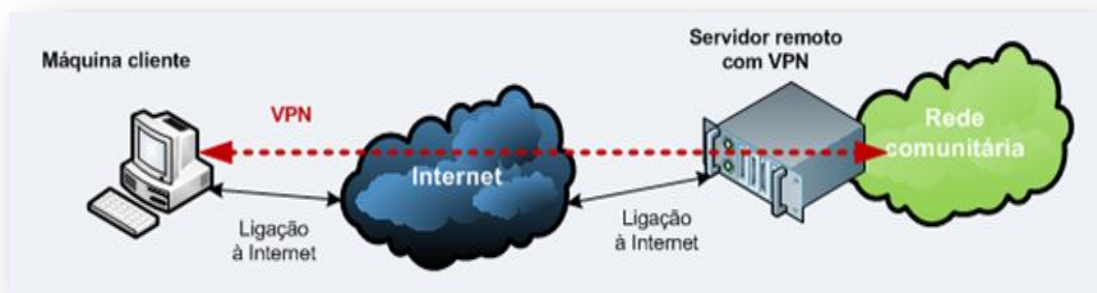 Máquina cliente
Servidor remoto
com VPN
VPN
Internet
Rede
comunitária
Ligação
à Internet
Ligação
à Internet